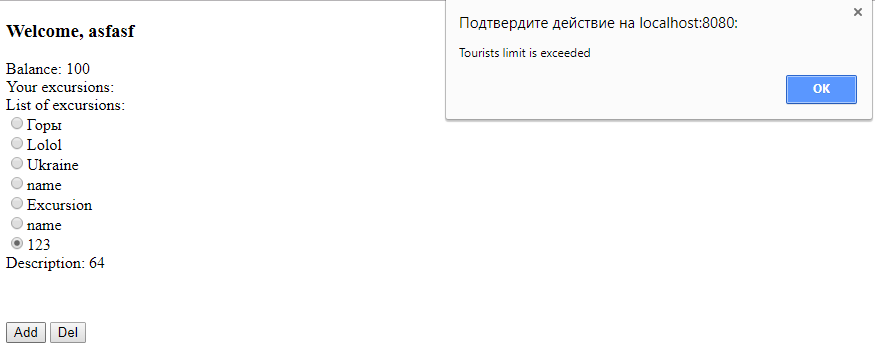 Welcome, asfasf
Balance: 100
Your excursions:
List of excursions:
Горы
Lolol
Ukraine
name
Excursion
name
123
Description: 64
Add Del
Подтвердите действие на localhost:8080:
Tourists limit is exceeded
OK